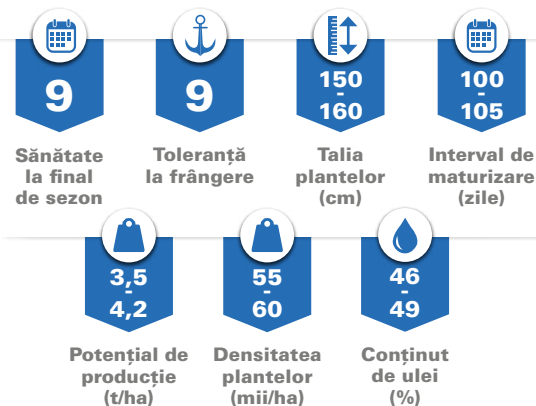 9
Sănătate
la final
de sezon
9
Toleranță
la frângere
150
-
160
Talia
plantelor
(cm)
100
-
105
Interval de
maturizare
(zile)
3,5
-
4,2
Potențial de
producție
(t/ha)
55
-
60
Densitatea
plantelor
(mii/ha)
46
-
49
Conținut
de ulei
(%)